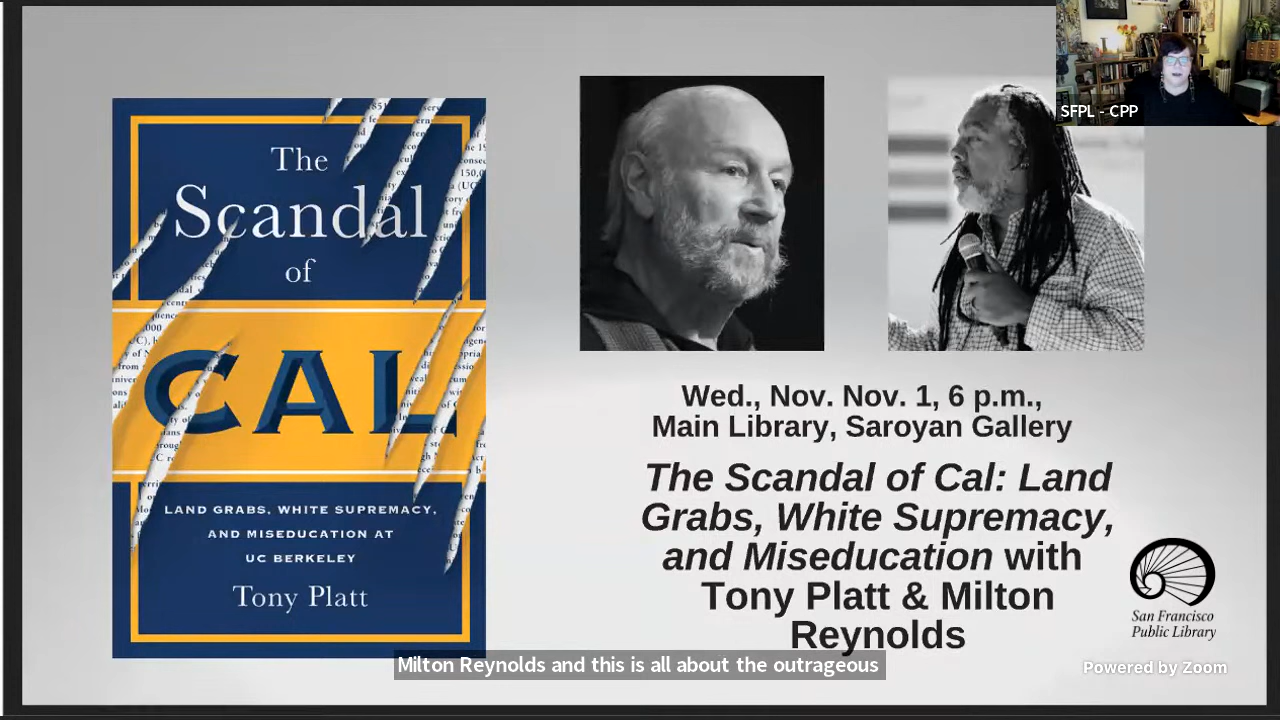 The
Scandal
of
CAL
LAND GRABS, WHITE SUPREMACY,
AND MISEDUCATION AT
UC BERKELEY
Tony Platt
SFPL - CPP
Wed., Nov. Nov. 1, 6 p.m.,
Main Library, Saroyan Gallery
The Scandal of Cal: Land
Grabs, White Supremacy,
and Miseducation with
Tony Platt & Milton
Reynolds
San Francisco
Public Library
Milton Reynolds and this is all about the outrageous
Powered by Zoom